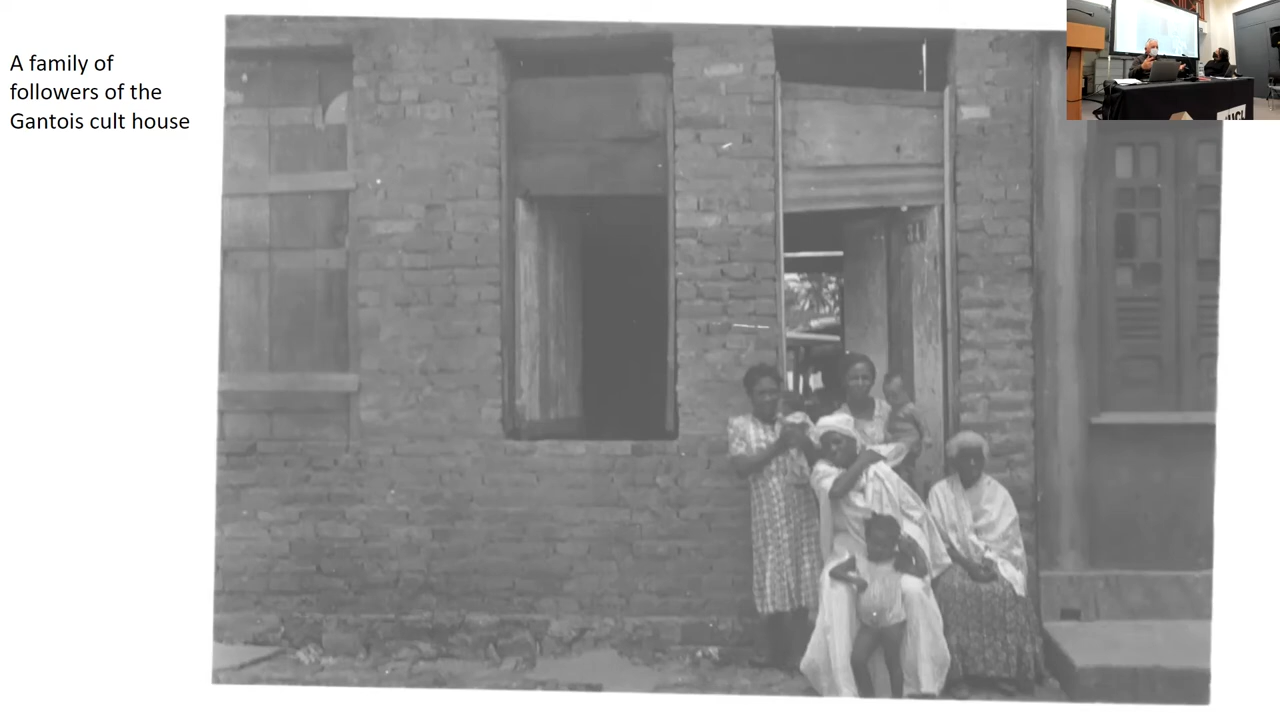 A family of
followers of the
Gantois cult house